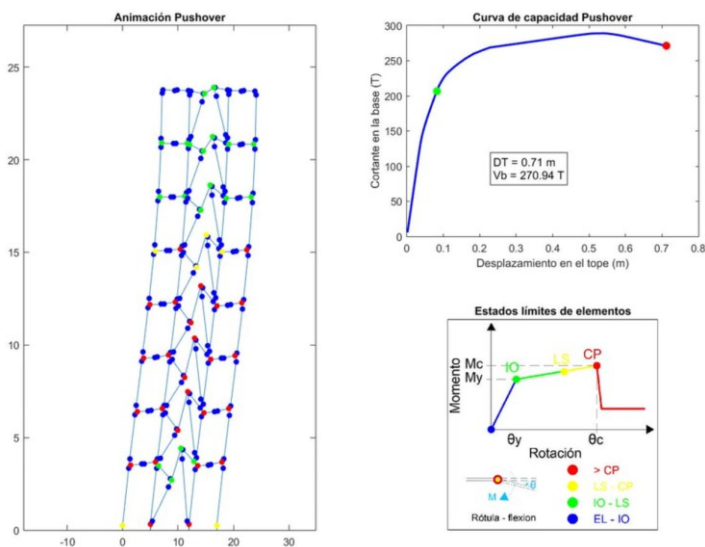 Animación Pushover
25
20
15
10
5
0
-10
0
10
20
30
Curva de capacidad Pushover
Cortante en la base (T)
300
250
200
150
100
50
0
DT = 0.71 m
Vb = 270.94 T
0
0.1
0.2
0.3
0.4
0.5
0.6
0.7
0.8
Desplazamiento en el tope (m)
Estados límites de elementos
Momento
Mc
My
IO
LS
CP
θy
θc
Rotación
θ
M
Rótula - flexion
> CP
LS - CP
IO - LS
EL - IO